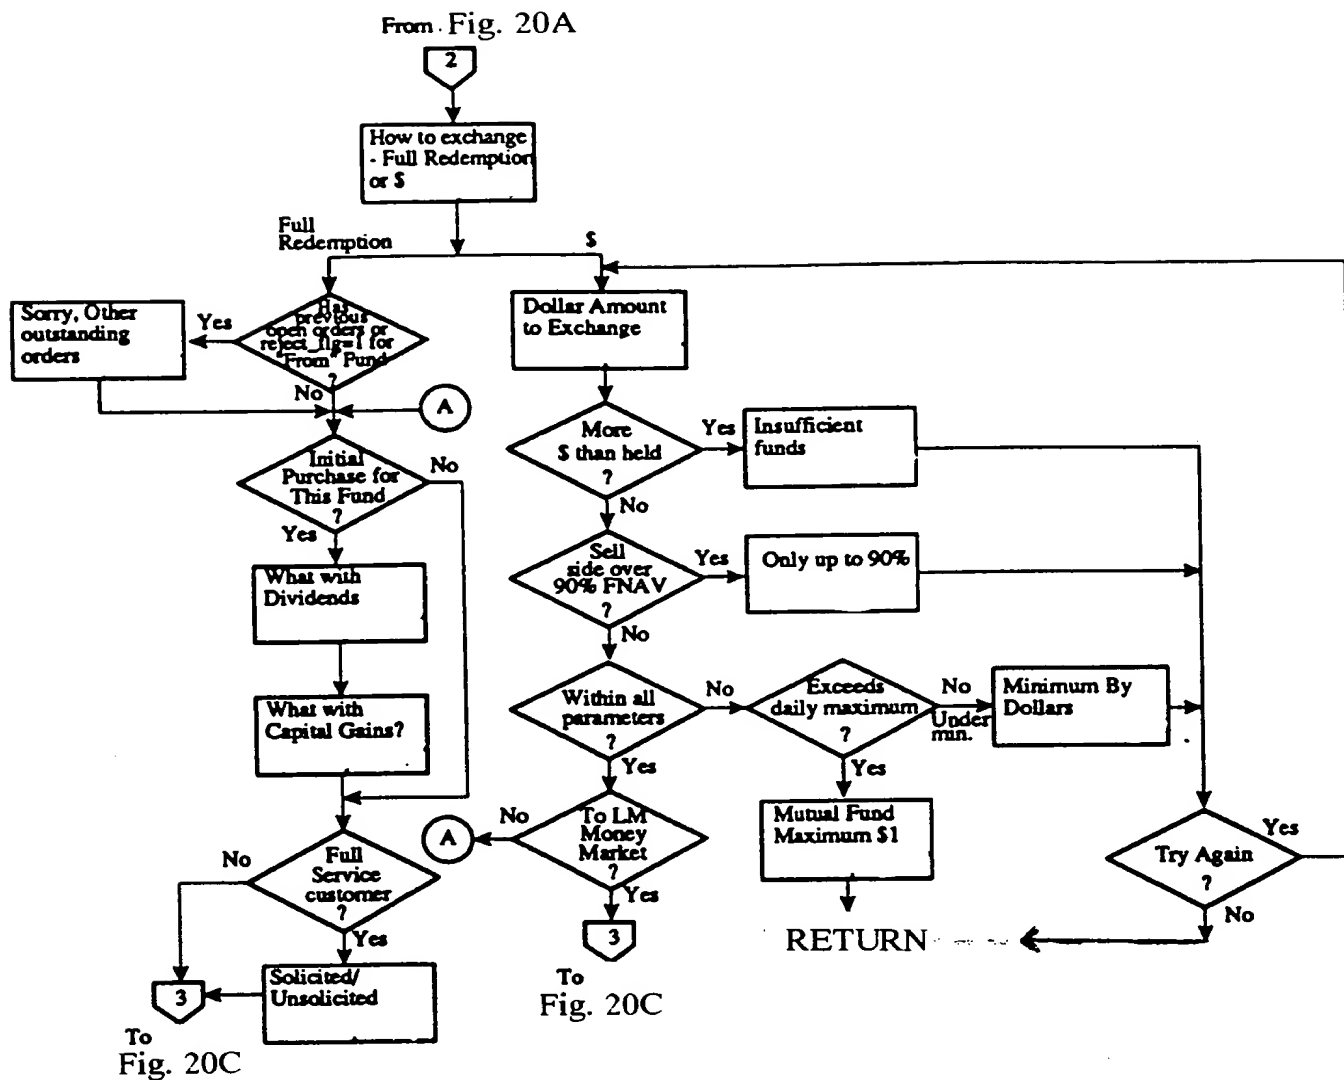 From Fig. 20A
2
How to exchange
- Full Redemption
or $
Full
Redemption
$
Sorry, Other
outstanding
orders
Yes
Has
previous
open orders or
reject_flg=1 for
"From" Fund
?
No
A
Dollar Amount
to Exchange
More
$ than held
?
Yes
Insufficient
funds
No
Initial
Purchase for
This Fund
?
No
Yes
Sell
side over
90% FNAV
?
Yes
Only up to 90%
No
What with
Dividends
What with
Capital Gains?
Within all
parameters
?
No
Exceeds
daily maximum
?
No
Under
min.
Minimum By
Dollars
Yes
Yes
To LM
Money
Market
?
No
A
Yes
Mutual Fund
Maximum $1
Try Again
?
Yes
No
Full
Service
customer
?
No
Yes
RETURN
3
To
Fig. 20C
Solicited/
Unsolicited
3
To
Fig. 20C